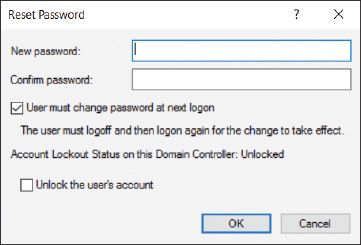 Reset Password
?
New password:
Confirm password:
User must change password at next logon
The user must logoff and then logon again for the change to take effect.
Account Lockout Status on this Domain Controller: Unlocked
Unlock the user's account
OK Cancel